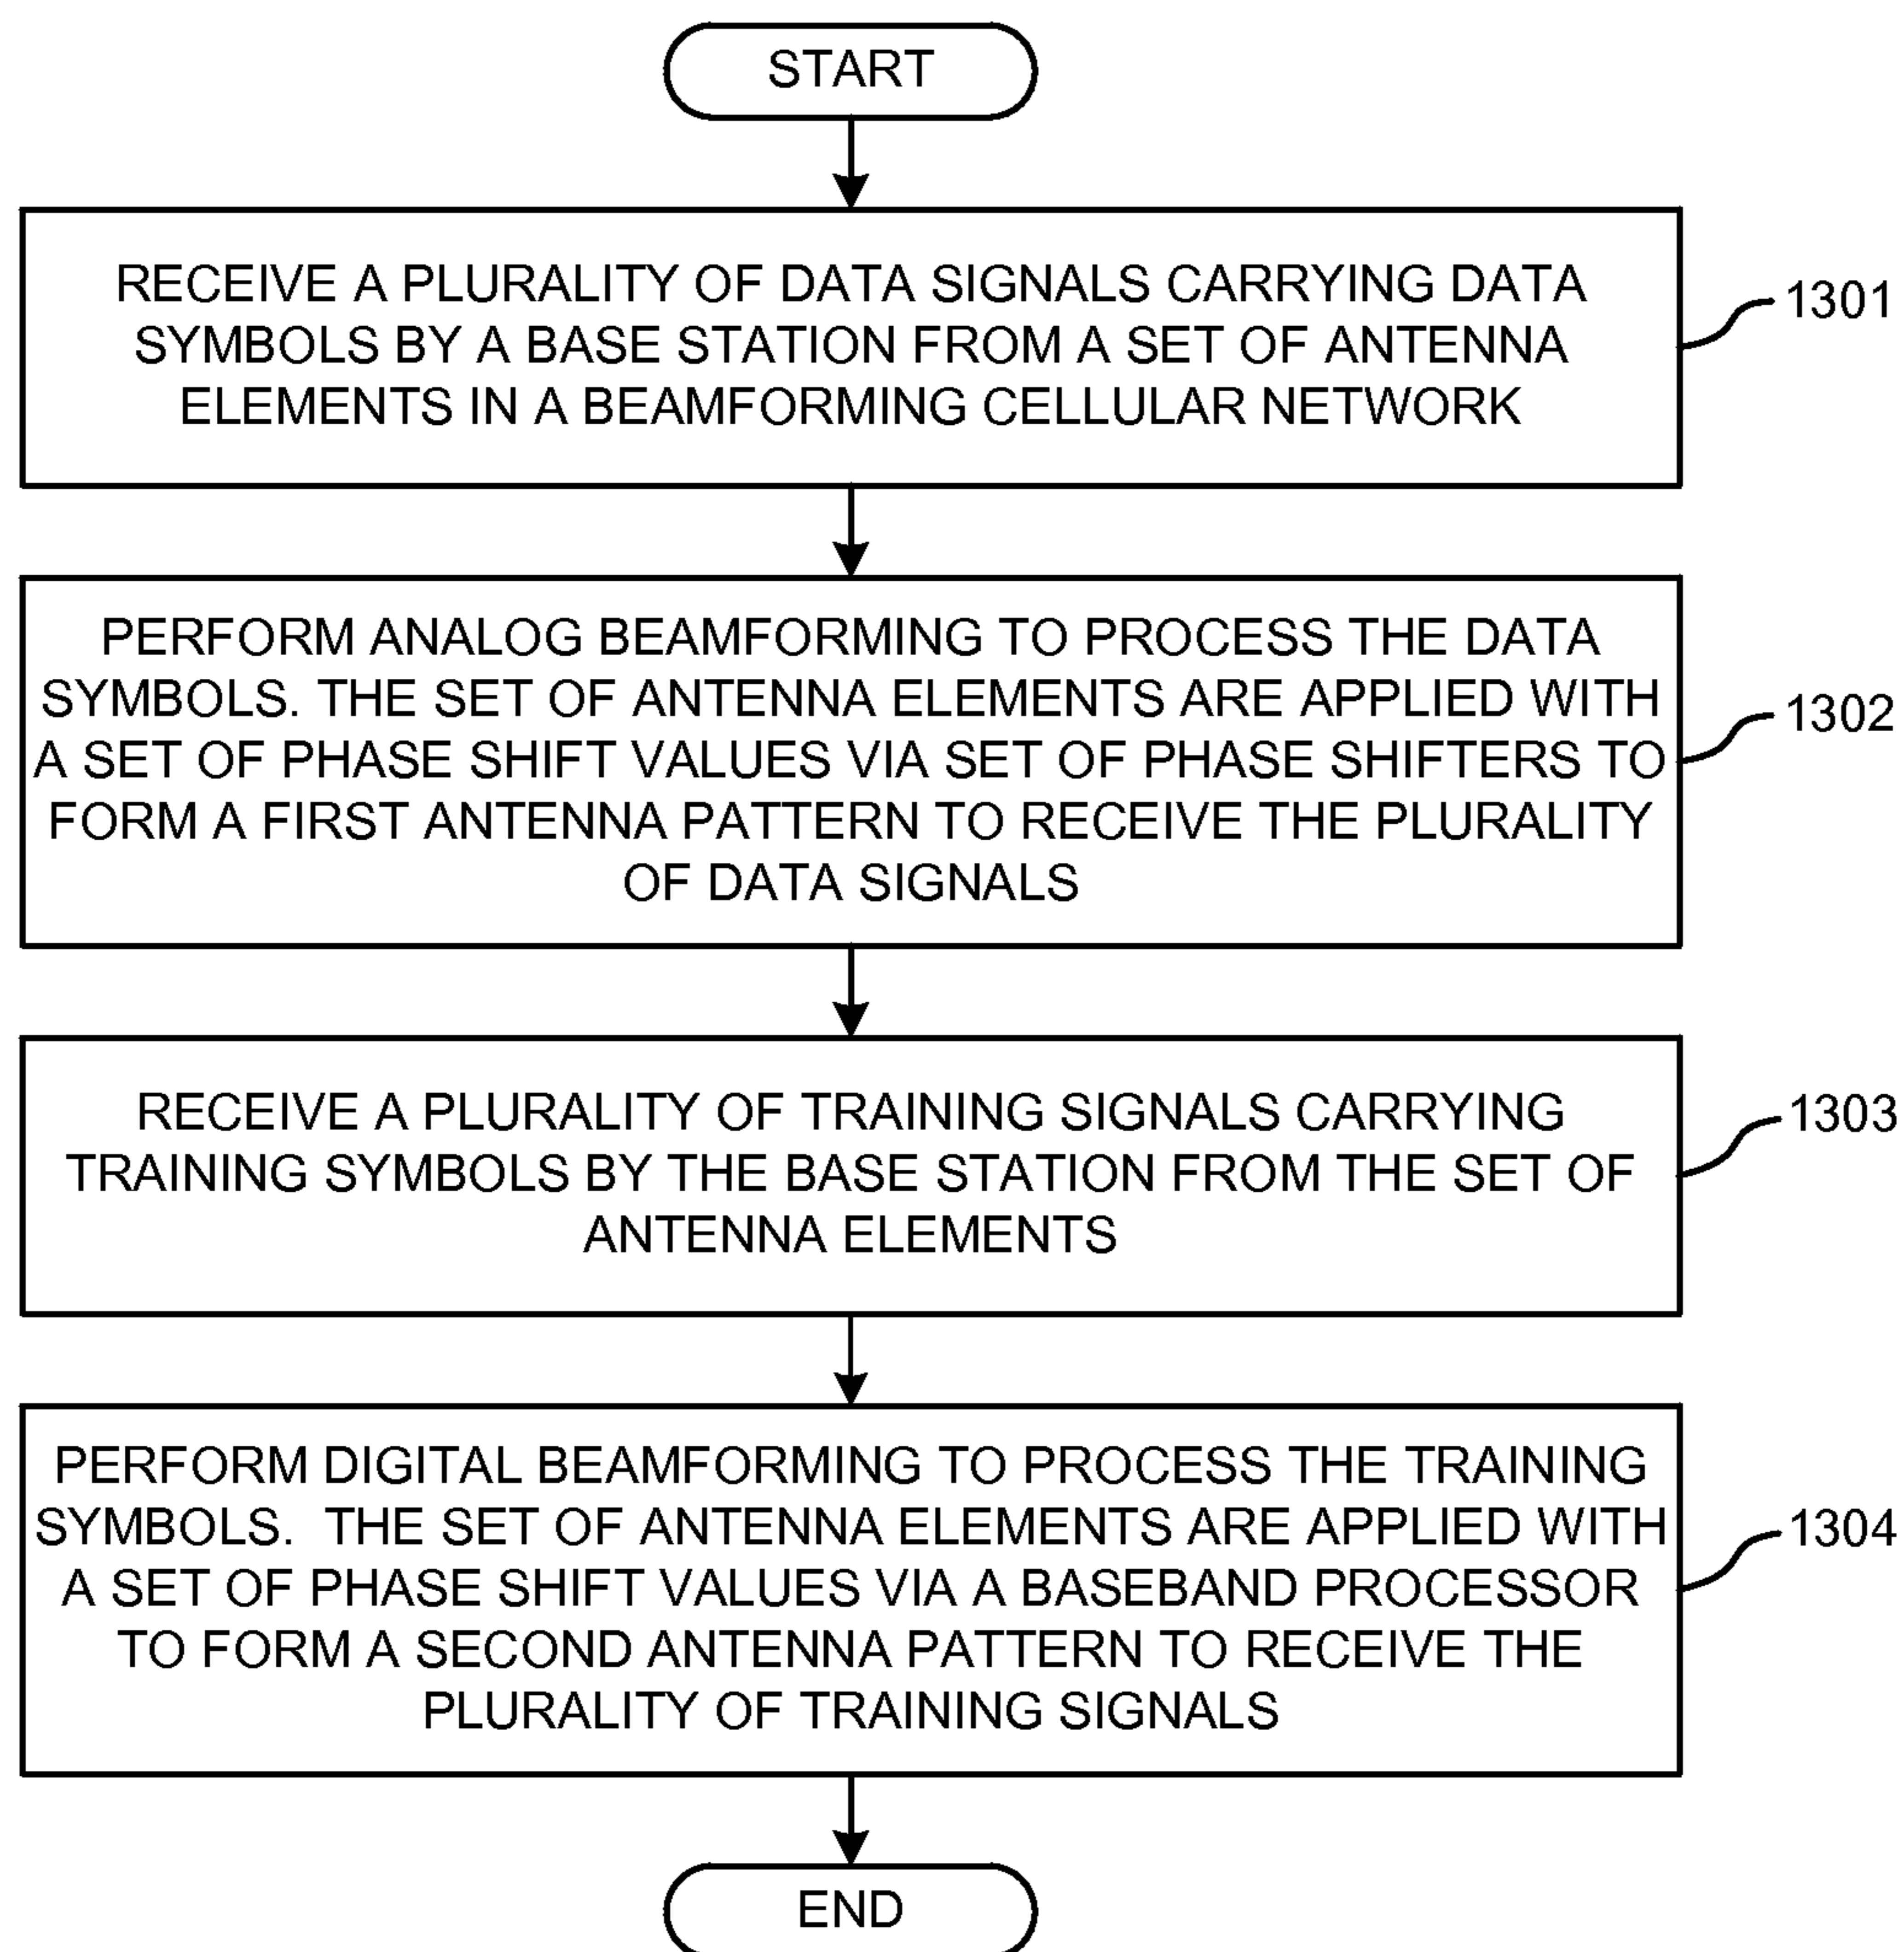 START
RECEIVE A PLURALITY OF DATA SIGNALS CARRYING DATA
SYMBOLS BY A BASE STATION FROM A SET OF ANTENNA
ELEMENTS IN A BEAMFORMING CELLULAR NETWORK
1301
PERFORM ANALOG BEAMFORMING TO PROCESS THE DATA
SYMBOLS. THE SET OF ANTENNA ELEMENTS ARE APPLIED WITH
A SET OF PHASE SHIFT VALUES VIA SET OF PHASE SHIFTERS TO
FORM A FIRST ANTENNA PATTERN TO RECEIVE THE PLURALITY
OF DATA SIGNALS
1302
RECEIVE A PLURALITY OF TRAINING SIGNALS CARRYING
TRAINING SYMBOLS BY THE BASE STATION FROM THE SET OF
ANTENNA ELEMENTS
1303
PERFORM DIGITAL BEAMFORMING TO PROCESS THE TRAINING
SYMBOLS.  THE SET OF ANTENNA ELEMENTS ARE APPLIED WITH
A SET OF PHASE SHIFT VALUES VIA A BASEBAND PROCESSOR
TO FORM A SECOND ANTENNA PATTERN TO RECEIVE THE
PLURALITY OF TRAINING SIGNALS
1304
END